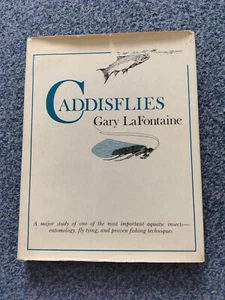 CADDISFLIES
Gary LaFontaine
A major study of one of the most important aquatic insects—
entomology, fly tying, and proven fishing techniques